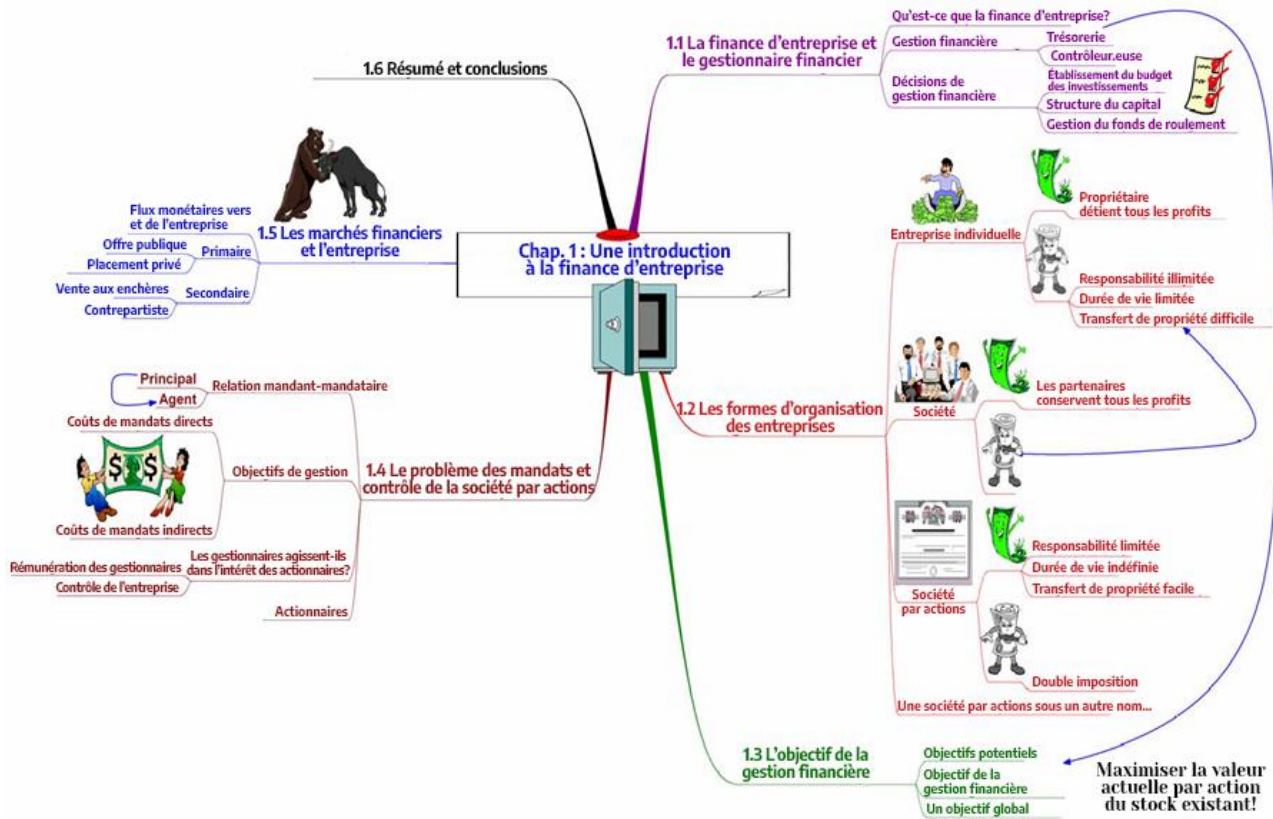 Chap. 1 : Une introduction
à la finance d'entreprise
1.1 La finance d'entreprise et
le gestionnaire financier
Qu'est-ce que la finance d'entreprise?
Gestion financière
Trésorerie
Contrôleur.euse
Décisions de
gestion financière
Établissement du budget
des investissements
Structure du capital
Gestion du fonds de roulement
1.2 Les formes d'organisation
des entreprises
Entreprise individuelle
Propriétaire
détient tous les profits
Responsabilité illimitée
Durée de vie limitée
Transfert de propriété difficile
Société
Les partenaires
conservent tous les profits
Société
par actions
Responsabilité limitée
Durée de vie indéfinie
Transfert de propriété facile
Double imposition
Une société par actions sous un autre nom...
1.3 L'objectif de la
gestion financière
Objectifs potentiels
Objectif de la
gestion financière
Un objectif global
Maximiser la valeur
actuelle par action
du stock existant!
1.4 Le problème des mandats et
contrôle de la société par actions
Relation mandant-mandataire
Principal
Agent
Objectifs de gestion
Coûts de mandats directs
$ $
Coûts de mandats indirects
Les gestionnaires agissent-ils
dans l'intérêt des actionnaires?
Rémunération des gestionnaires
Contrôle de l'entreprise
Actionnaires
1.5 Les marchés financiers
et l'entreprise
Flux monétaires vers
et de l'entreprise
Primaire
Offre publique
Placement privé
Secondaire
Vente aux enchères
Contrepartiste
1.6 Résumé et conclusions